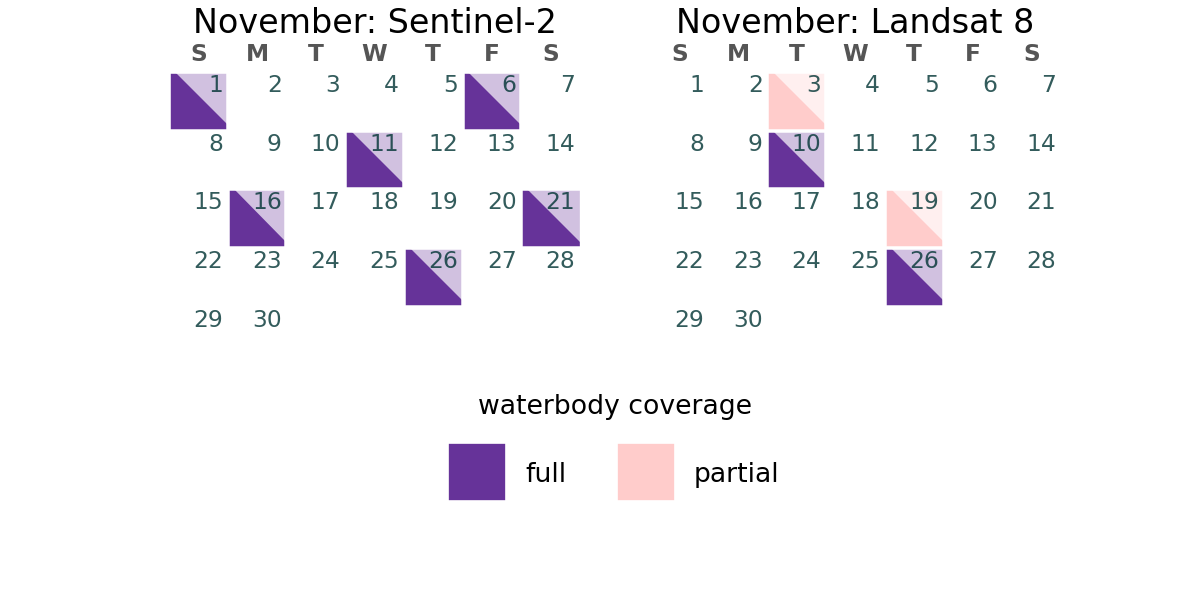 November: Sentinel-2
S M T W T F S
1 2 3 4 5 6 7
8 9 10 11 12 13 14
15 16 17 18 19 20 21
22 23 24 25 26 27 28
29 30
November: Landsat 8
S M T W T F S
1 2 3 4 5 6 7
8 9 10 11 12 13 14
15 16 17 18 19 20 21
22 23 24 25 26 27 28
29 30
waterbody coverage
full
partial